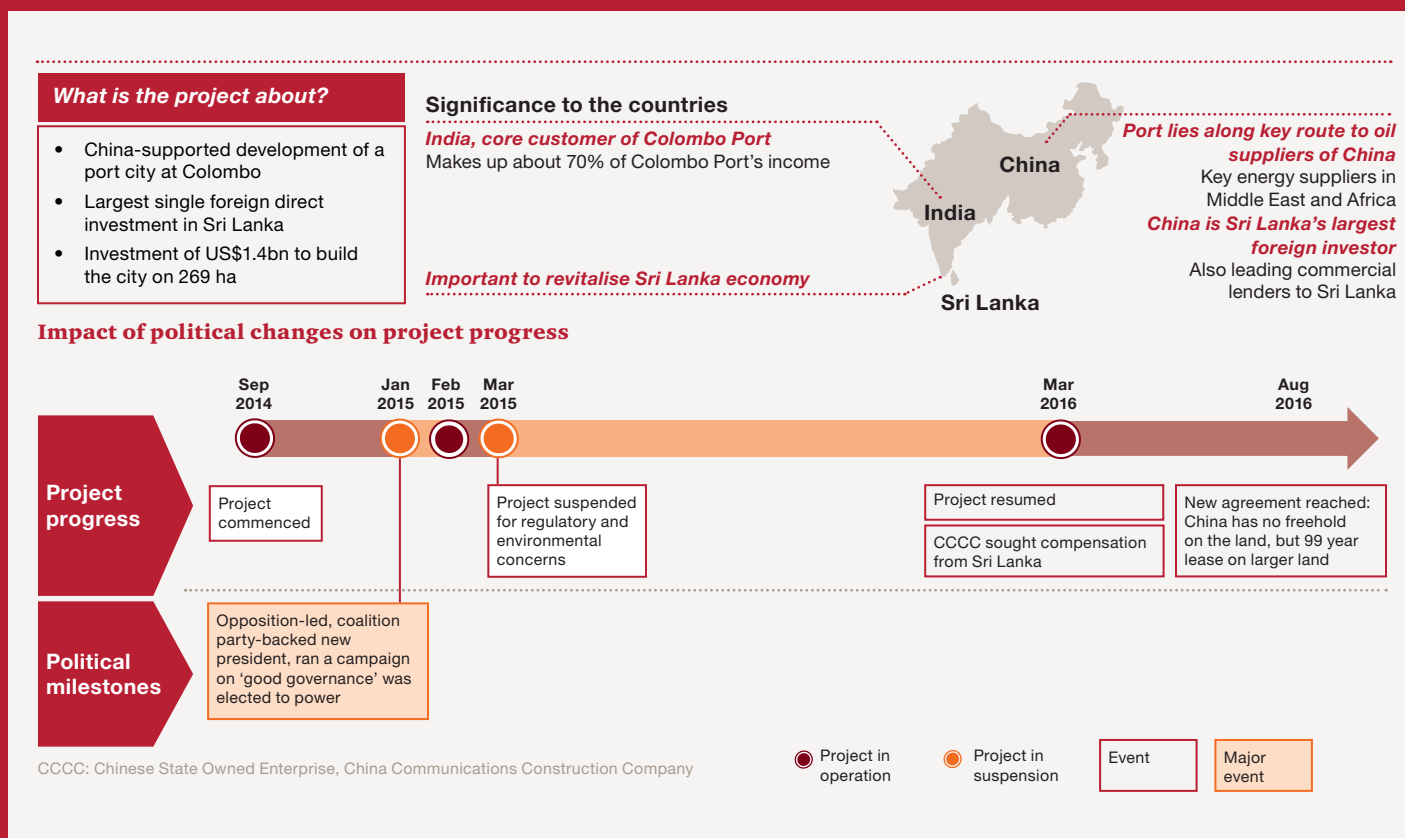 What is the project about?
• China-supported development of a
port city at Colombo
• Largest single foreign direct
investment in Sri Lanka
• Investment of US$1.4bn to build
the city on 269 ha
Significance to the countries
India, core customer of Colombo Port
Makes up about 70% of Colombo Port's income
Important to revitalise Sri Lanka economy
China
India
Sri Lanka
Port lies along key route to oil
suppliers of China
Key energy suppliers in
Middle East and Africa
China is Sri Lanka's largest
foreign investor
Also leading commercial
lenders to Sri Lanka
Impact of political changes on project progress
Sep
2014
Jan
2015
Feb
2015
Mar
2015
Mar
2016
Aug
2016
Project
progress
Project
commenced
Project suspended
for regulatory and
environmental
concerns
Project resumed
CCCC sought compensation
from Sri Lanka
New agreement reached:
China has no freehold
on the land, but 99 year
lease on larger land
Political
milestones
Opposition-led, coalition
party-backed new
president, ran a campaign
on ‘good governance’ was
elected to power
CCCC: Chinese State Owned Enterprise, China Communications Construction Company
Project in
operation
Project in
suspension
Event
Major
event